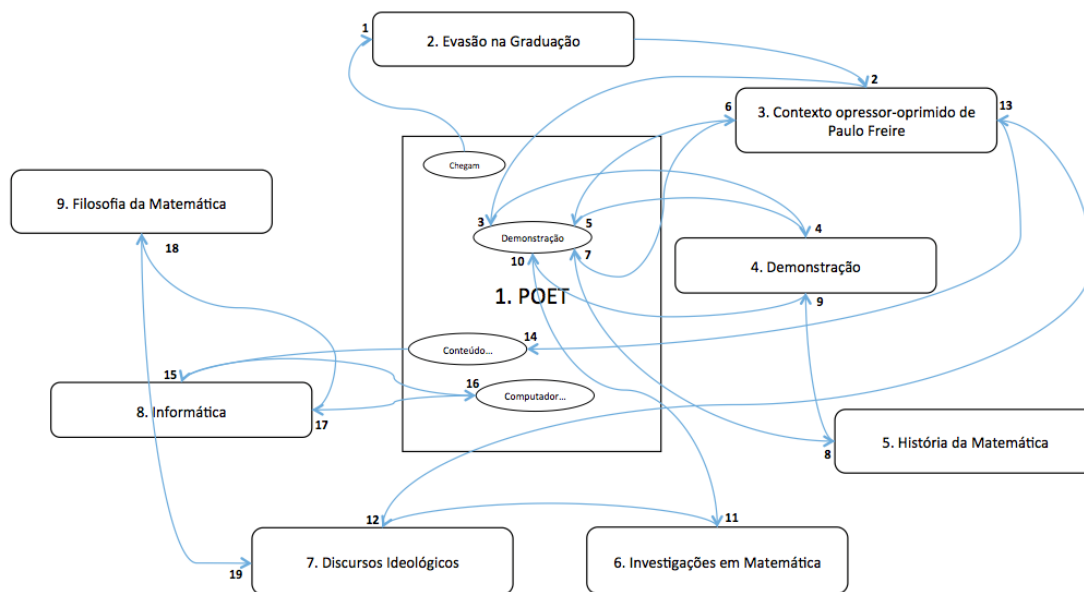 1
2. Evasão na Graduação
2
6
3. Contexto opressor-oprimido de
Paulo Freire
13
Chegam
9. Filosofia da Matemática
18
3
Demonstração
5
10
7
4
4. Demonstração
9
1. POET
14
Conteúdo...
15
16
Computador...
8. Informática
17
5. História da Matemática
8
12
11
7. Discursos Ideológicos
6. Investigações em Matemática
19